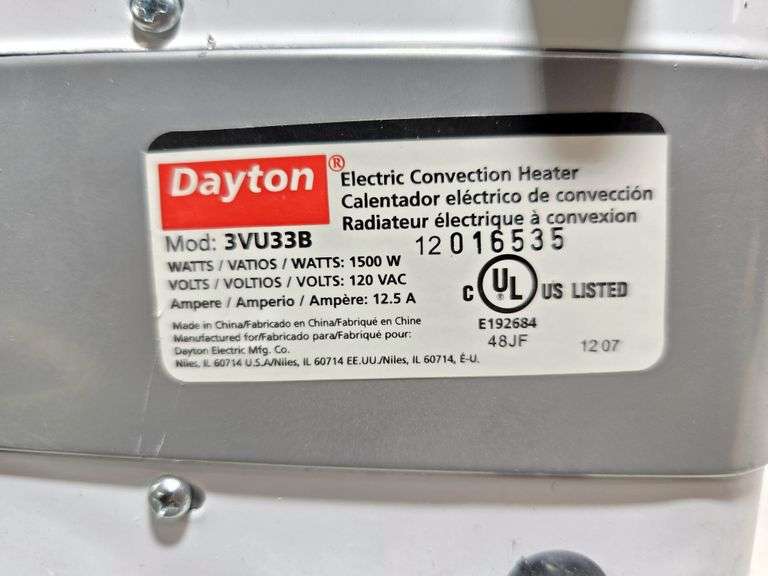 Dayton®
Electric Convection Heater
Calentador eléctrico de convección
Radiateur électrique à convexion
Mod: 3VU33B
12 016535
WATTS / VATIOS / WATTS: 1500 W
VOLTS / VOLTIOS / VOLTS: 120 VAC
Ampere / Amperio / Ampère: 12.5 A
C UL US LISTED
E192684
48JF
12 07
Made in China/Fabricado en China/Fabriqué en Chine
Manufactured for/Fabricado para/Fabriqué pour:
Dayton Electric Mfg. Co.
Niles, IL 60714 U.S.A/Niles, IL 60714 EE.UU./Niles, IL 60714, É-U.